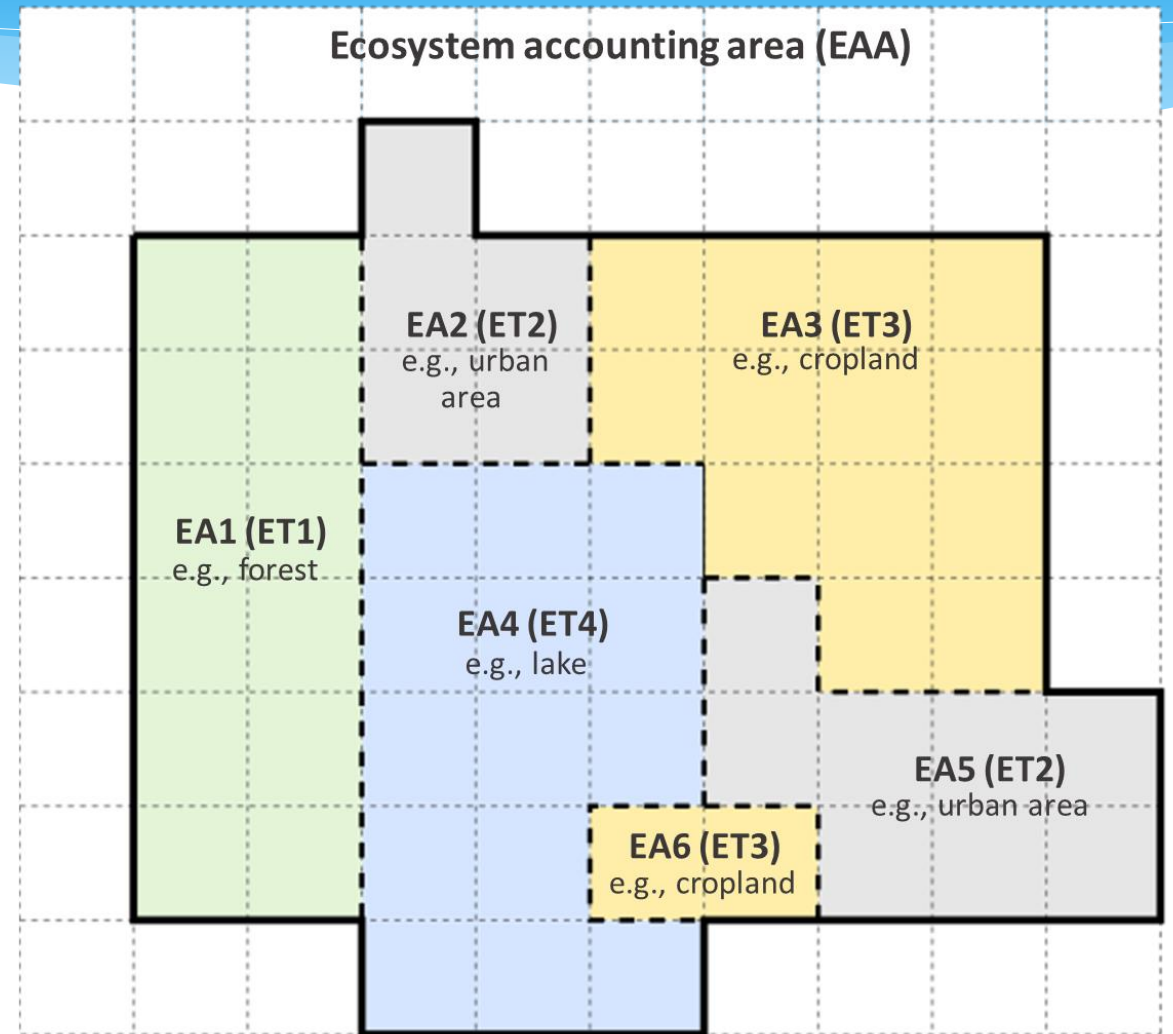 Ecosystem accounting area (EAA)
EA2 (ET2)
e.g., urban
area
EA3 (ET3)
e.g., cropland
EA1 (ET1)
e.g., forest
EA4 (ET4)
e.g., lake
EA5 (ET2)
e.g., urban area
EA6 (ET3)
e.g., cropland